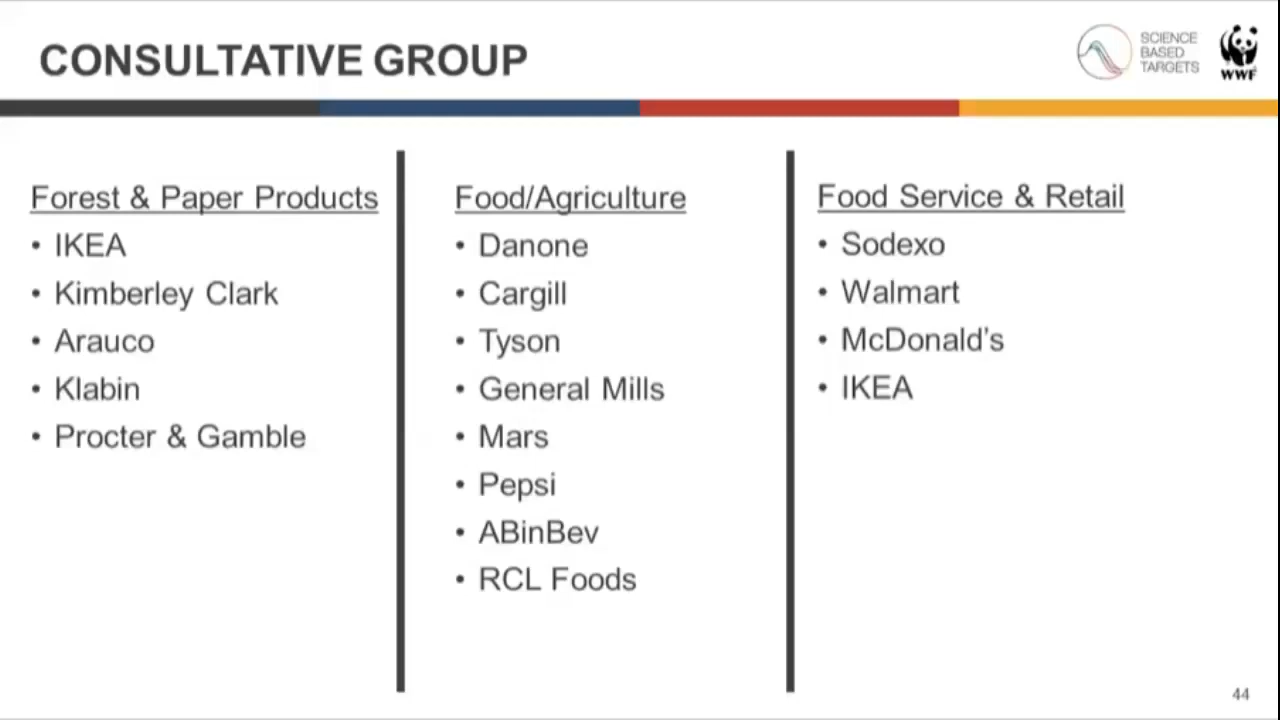 CONSULTATIVE GROUP
SCIENCE
BASED
TARGETS
WWF
Forest & Paper Products
• IKEA
• Kimberley Clark
• Arauco
• Klabin
• Procter & Gamble
Food/Agriculture
• Danone
• Cargill
• Tyson
• General Mills
• Mars
• Pepsi
• ABinBev
• RCL Foods
Food Service & Retail
• Sodexo
• Walmart
• McDonald's
• IKEA
44